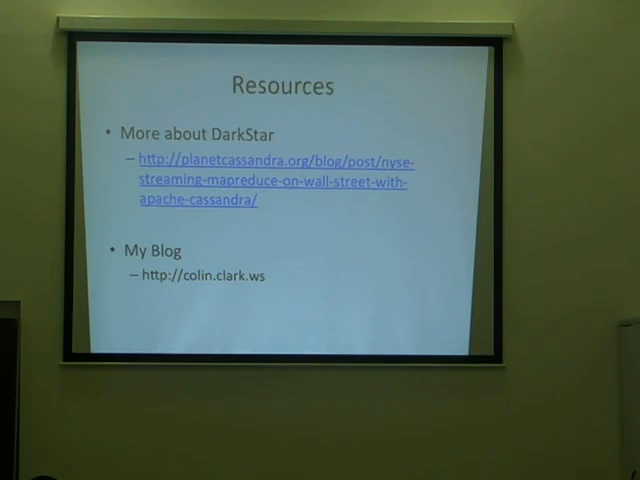 Resources
• More about DarkStar
– http://planetcassandra.org/blog/post/nyse-
streaming-mapreduce-on-wall-street-with-
apache-cassandra/
• My Blog
– http://colin.clark.ws